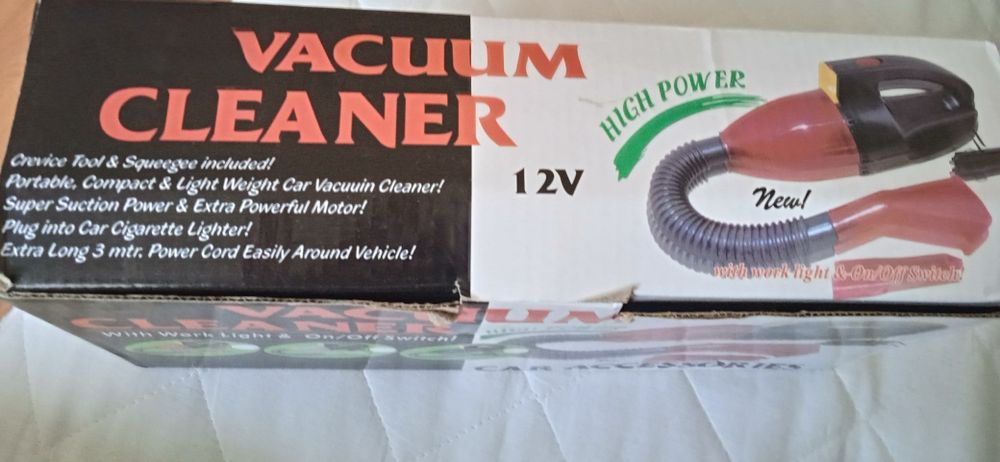 VACUUM
CLEANER
Crevice Tool & Squeegee included!
Portable, Compact & Light Weight Car Vacuuin Cleaner!
Super Suction Power & Extra Powerful Motor!
Plug into Car Cigarette Lighter!
Extra Long 3 mtr. Power Cord Easily Around Vehicle!
12V
HIGH POWER
New!
with work light & On/Off Switch!
VACUUM
CLEANER
With Work Light & On/Off Switch!
CAR ACCESSORIES